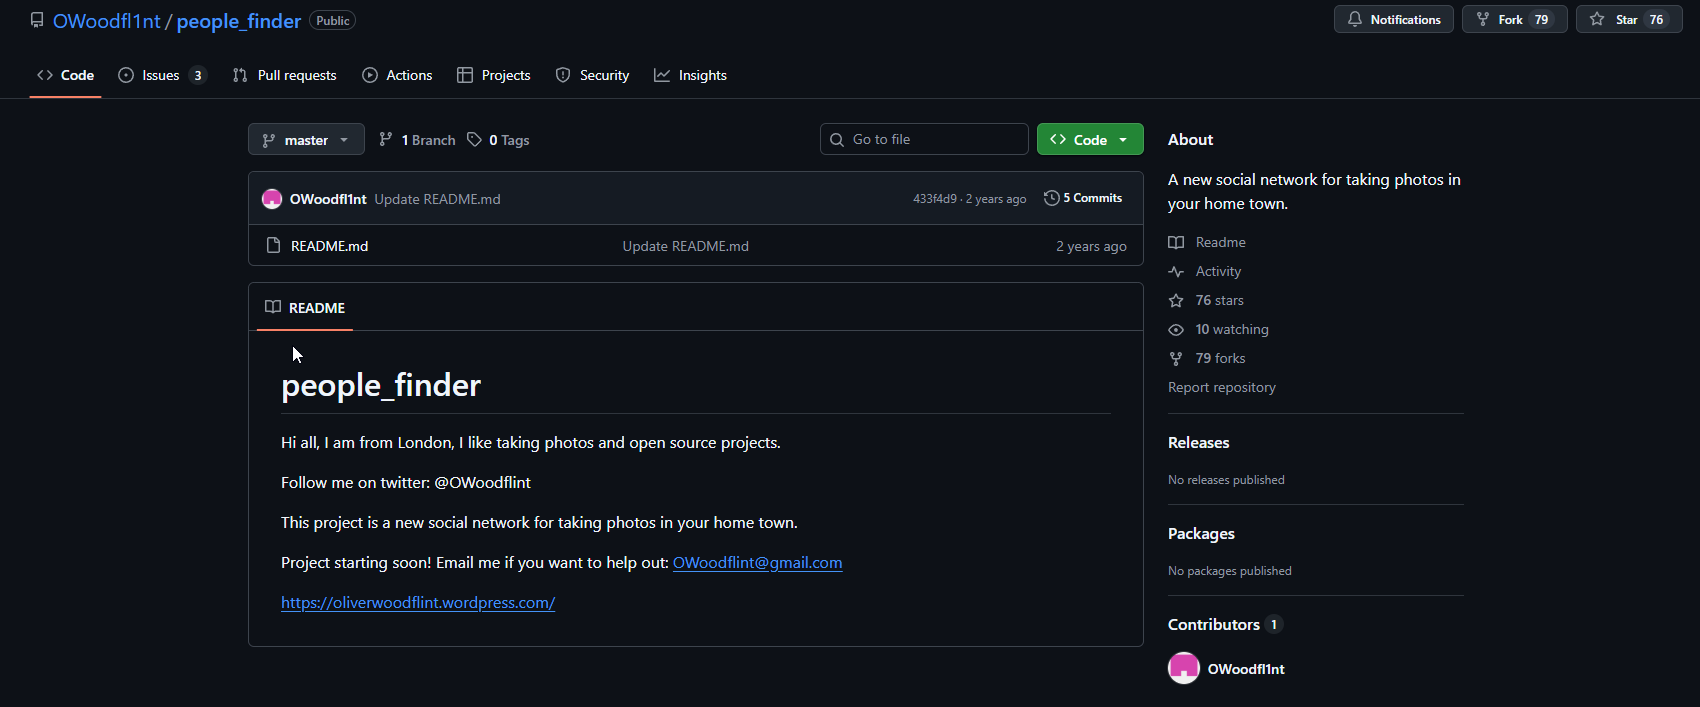 OWoodfl1nt / people_finder Public
Notifications Fork 79 Star 76
Code Issues 3 Pull requests Actions Projects Security Insights
master 1 Branch 0 Tags Go to file Code
OWoodfl1nt Update README.md 433f4d9 · 2 years ago 5 Commits
README.md Update README.md 2 years ago
README
people_finder
Hi all, I am from London, I like taking photos and open source projects.
Follow me on twitter: @OWoodflint
This project is a new social network for taking photos in your home town.
Project starting soon! Email me if you want to help out: OWoodflint@gmail.com
https://oliverwoodflint.wordpress.com/
About
A new social network for taking photos in
your home town.
Readme
Activity
76 stars
10 watching
79 forks
Report repository
Releases
No releases published
Packages
No packages published
Contributors 1
OWoodfl1nt